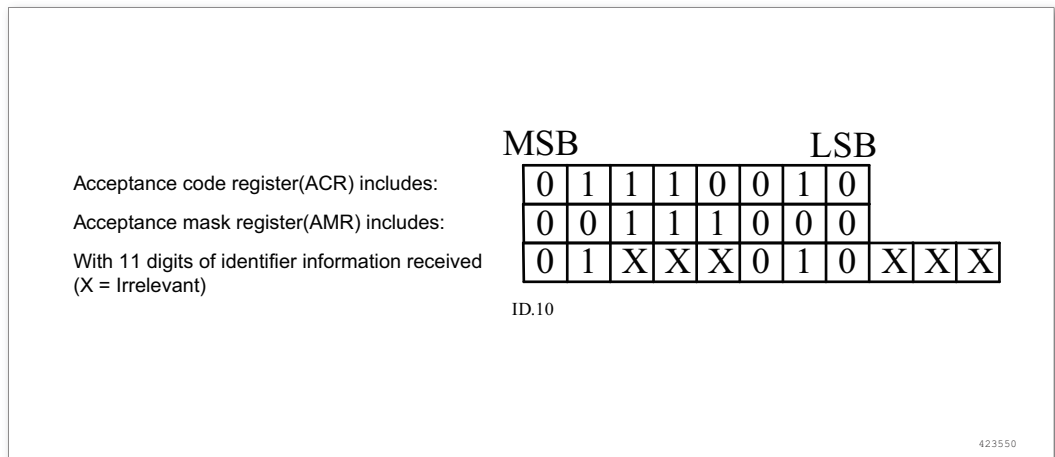 MSB LSB
Acceptance code register(ACR) includes: 0 1 1 1 0 0 1 0
Acceptance mask register(AMR) includes: 0 0 1 1 1 0 0 0
With 11 digits of identifier information received 0 1 X X X 0 1 0 X X X
(X = Irrelevant)
ID.10
423550